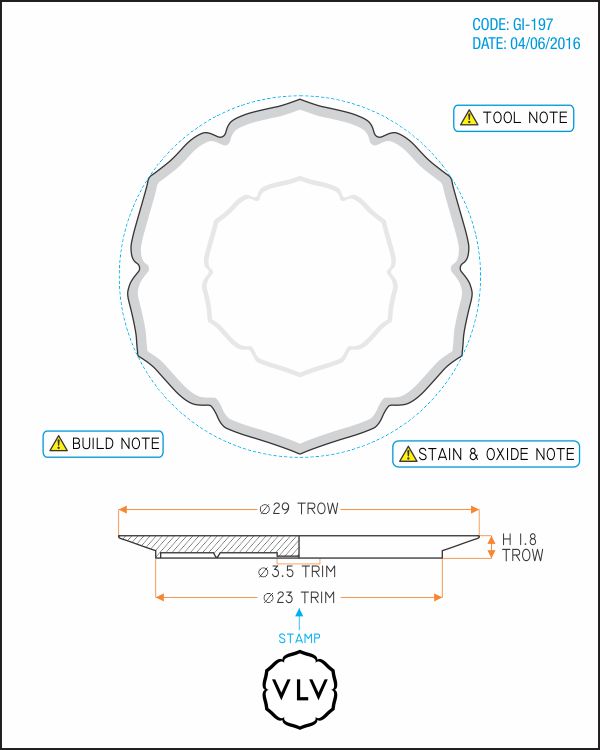 CODE: GI-197
DATE: 04/06/2016
TOOL NOTE
BUILD NOTE
STAIN & OXIDE NOTE
⌀29 TROW
H 1.8
TROW
⌀3.5 TRIM
⌀23 TRIM
STAMP
VLV